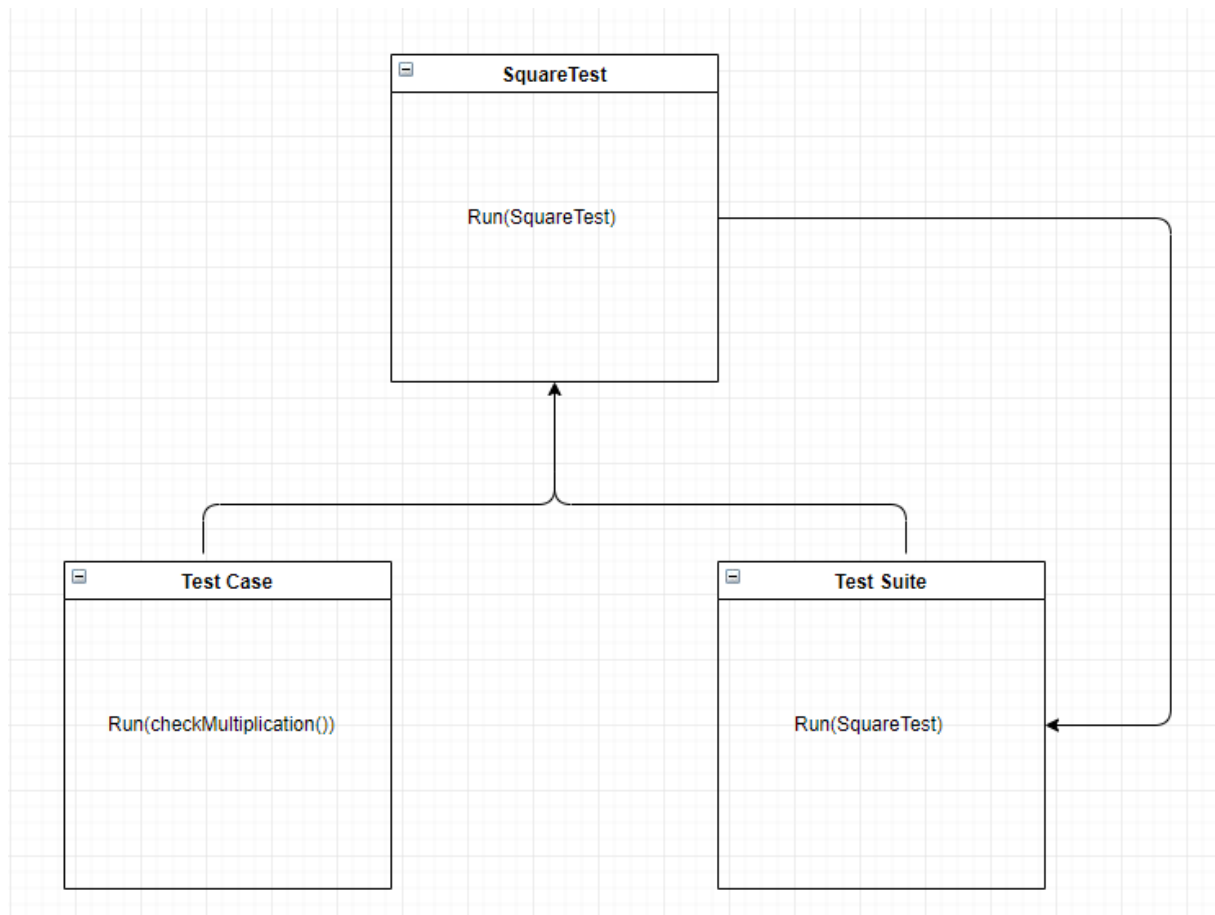 SquareTest
Run(SquareTest)
Test Case
Test Suite
Run(checkMultiplication())
Run(SquareTest)